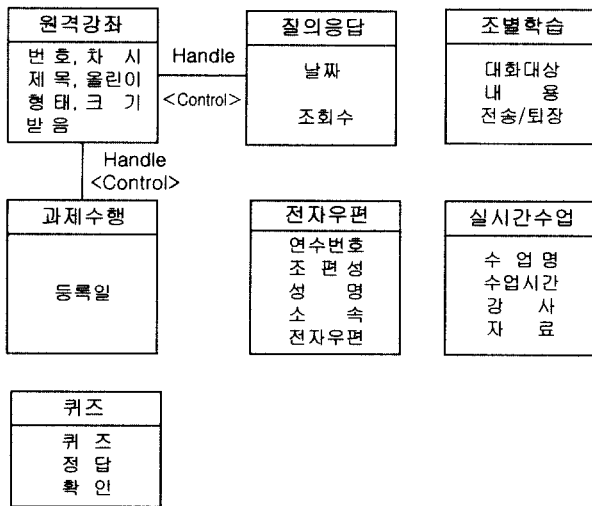 원격강좌
번호, 차 시
제목, 올린이
형태, 크 기
받음
Handle
<Control>
질의응답
날짜
조회수
조별학습
대화대상
내 용
전송/퇴장
Handle
<Control>
과제수행
등록일
전자우편
연수번호
조 편 성
성 명
소 속
전자우편
실시간수업
수 업 명
수업시간
강 사
자 료
퀴즈
퀴 즈
정 답
확 인